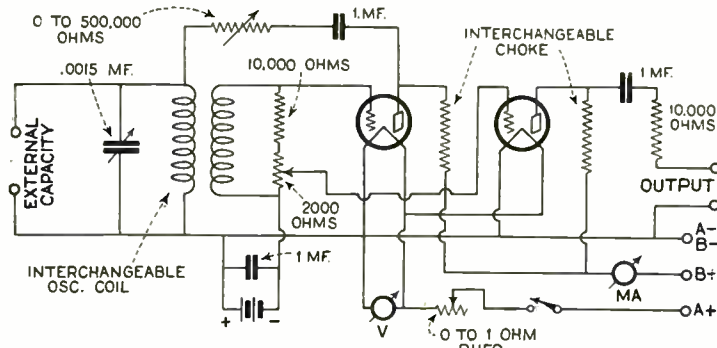 0 TO 500,000
OHMS
1. MF.
INTERCHANGEABLE
CHOKE
.0015 MF.
10,000 OHMS
1 MF.
10,000
OHMS
EXTERNAL
CAPACITY
OUTPUT
2000
OHMS
A-
B-
1 MF.
INTERCHANGEABLE
OSC. COIL
B+
MA
+
-
V
A+
0 TO 1 OHM